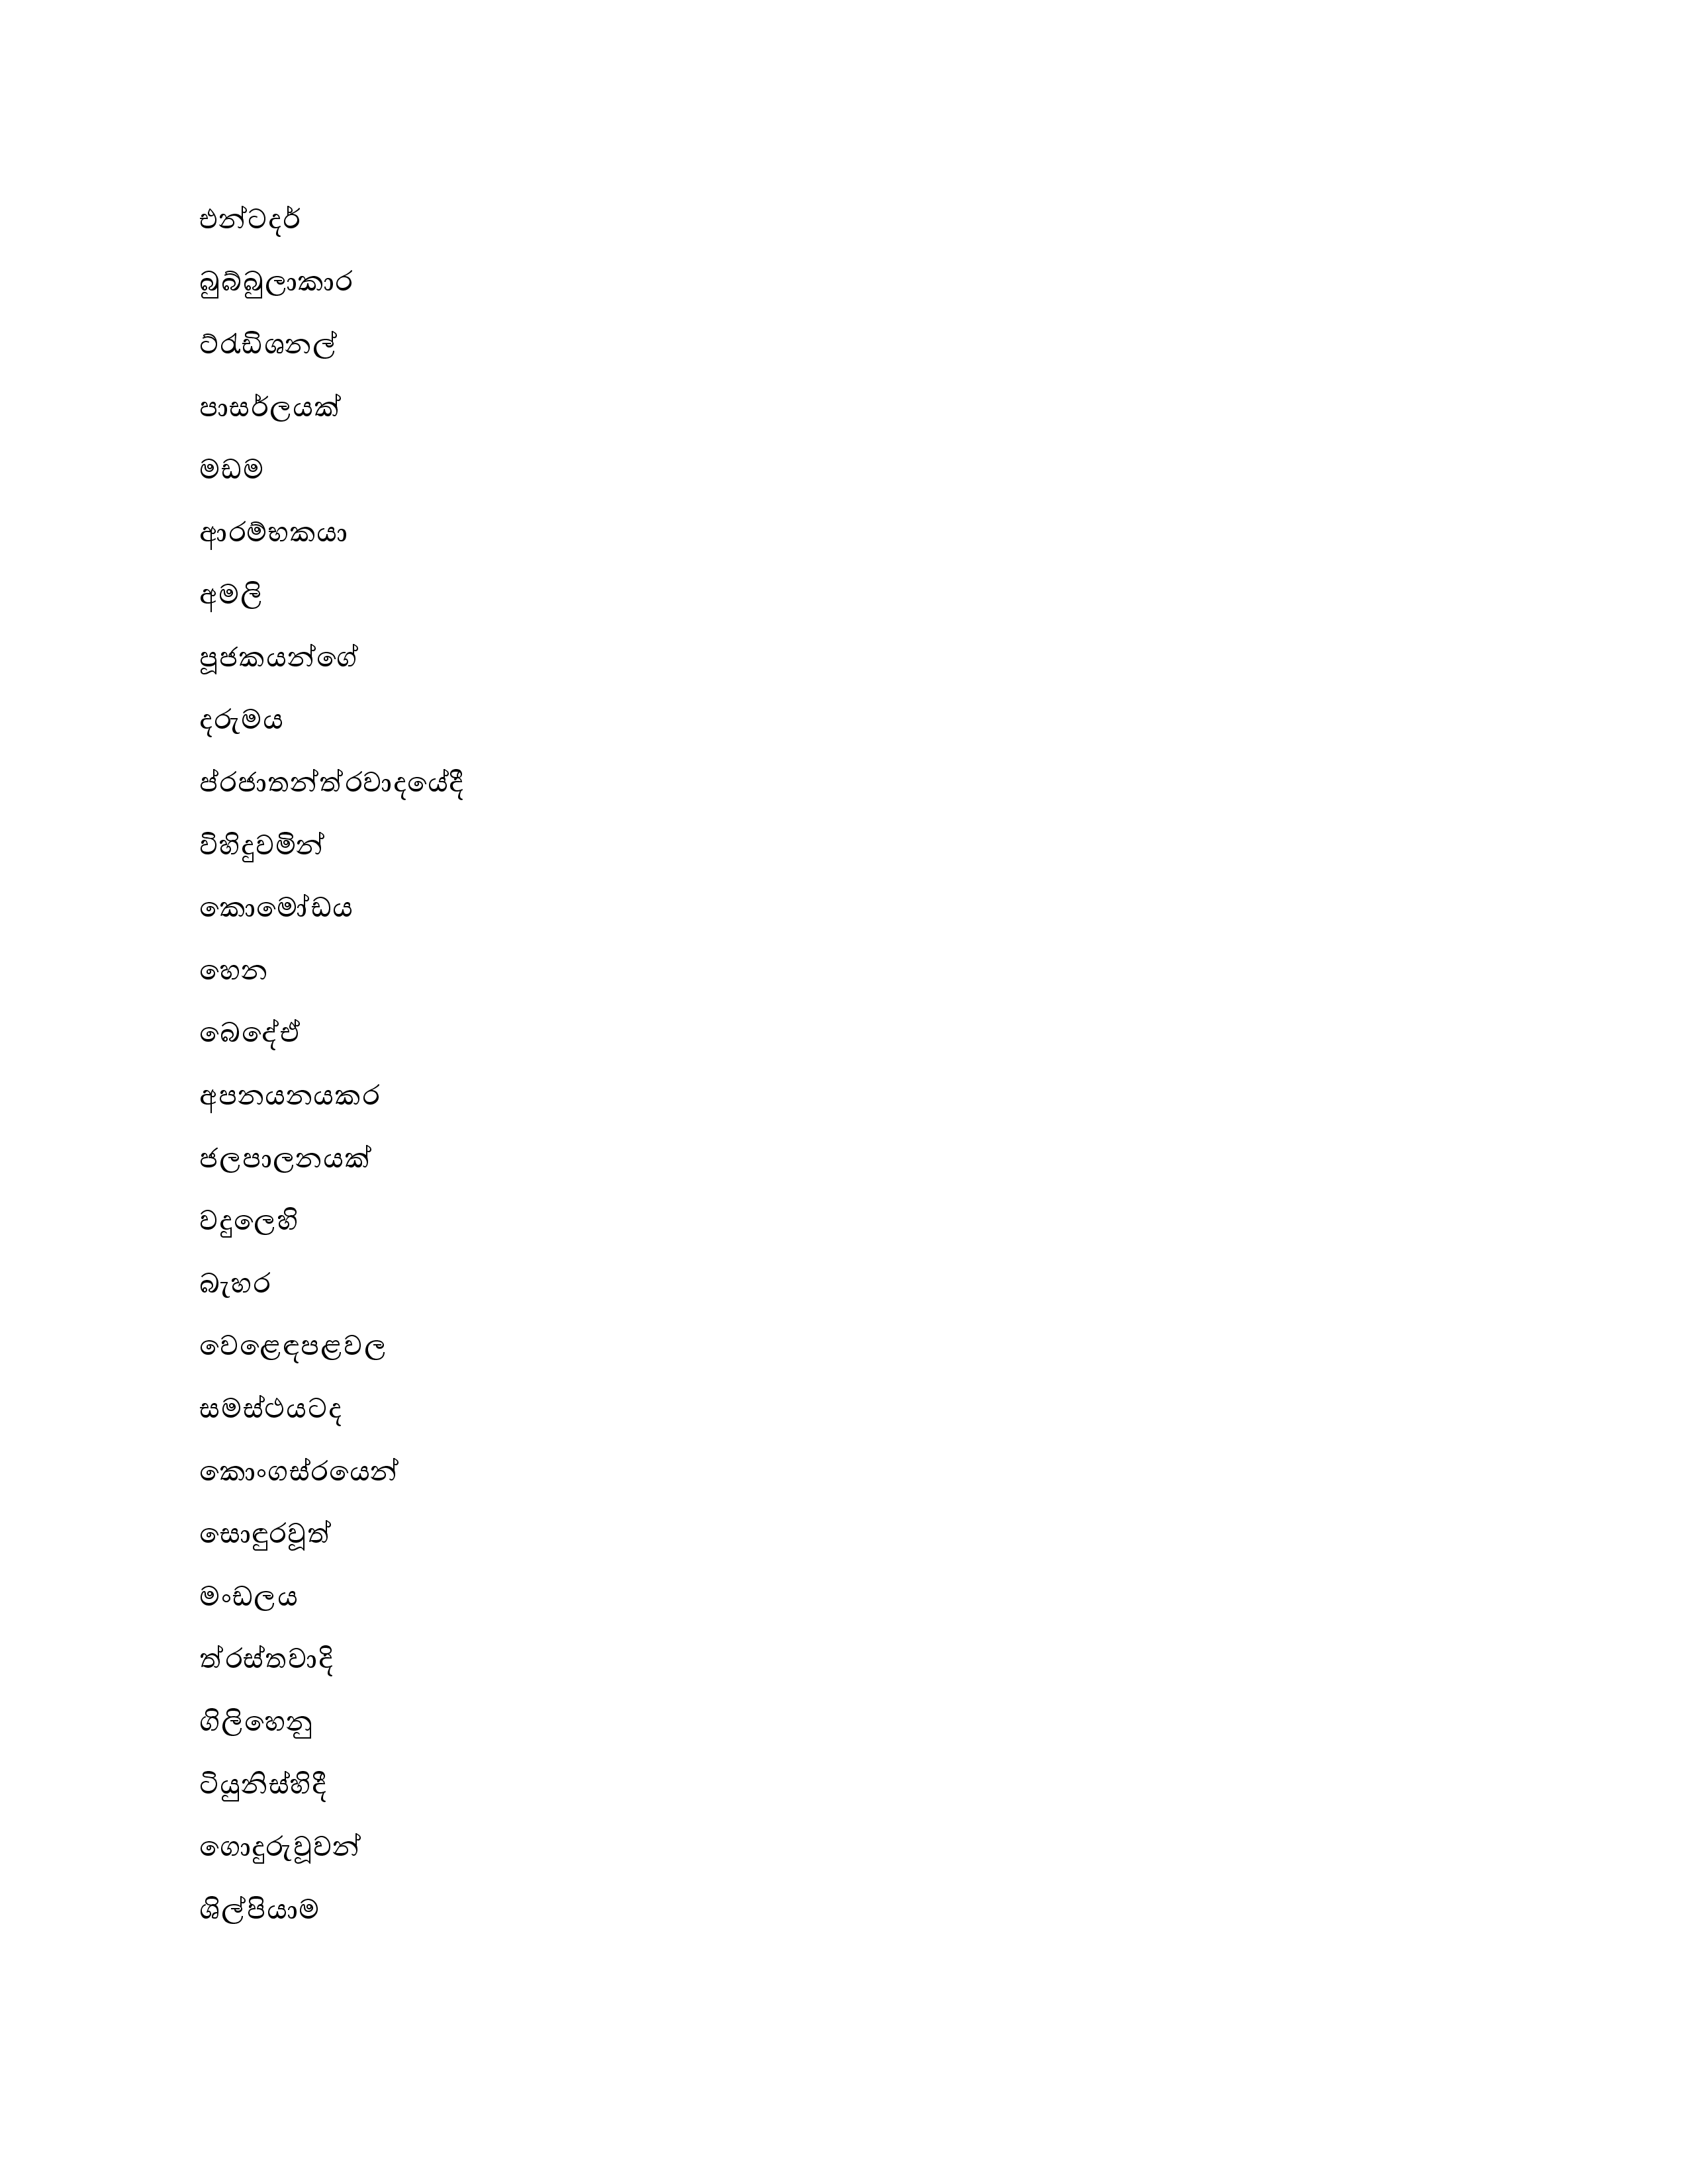 එන්ටදර්
බුබ්බුලාකාර
ට්රැඩිශනල්
පාසර්ලයක්
මඩම
ආරම්භකයා
අමලි
පූජකයන්ගේ
දරුමය
ප්රජාතන්ත්රවාදයේදී
විහිදුවමින්
කොමෝඩය
හෙන
බෙදේඒ
අපනයනයකර
ජලපාලනයක්
වදුලෙහි
බැහර
වෙළෙඳපළවල
සමස්ථයටද
කොංගස්රයෙන්
සොඳුරවූත්
මංඩලය
ත්රස්තවාදි
ගිලිහෙනු
ටියුනිස්හිදී
ගොදුරුවූවන්
ශිල්පියාම